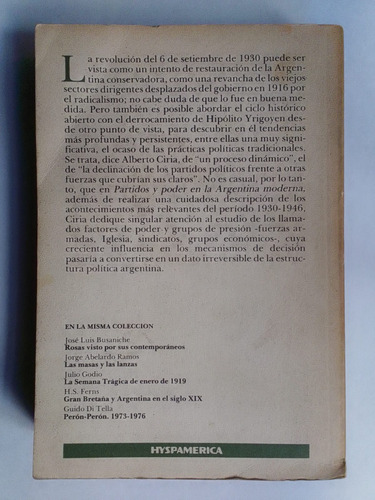 La revolución del 6 de setiembre de 1930 puede ser
vista como un intento de restauración de la Argen-
tina conservadora, como una revancha de los viejos
sectores dirigentes desplazados del gobierno en 1916 por
el radicalismo; no cabe duda de que lo fue en buena me-
dida. Pero también es posible abordar el ciclo histórico
abierto con el derrocamiento de Hipólito Yrigoyen des-
de otro punto de vista, para descubrir en él tendencias
más profundas y persistentes, entre ellas una muy signi-
ficativa, el ocaso de las prácticas políticas tradicionales.
Se trata, dice Alberto Ciria, de “un proceso dinámico”, el
de “la declinación de los partidos políticos frente a otras
fuerzas que cubrirían sus claros”. No es casual, por lo tan-
to, que en Partidos y poder en la Argentina moderna,
además de realizar una cuidadosa descripción de los
acontecimientos más relevantes del período 1930-1946,
Ciria dedique singular atención al estudio de los llama-
dos factores de poder y grupos de presión -fuerzas ar-
madas, Iglesia, sindicatos, grupos económicos-, cuya
creciente influencia en los mecanismos de decisión
pasaría a convertirse en un dato irreversible de la estruc-
tura política argentina.
EN LA MISMA COLECCION
José Luis Busaniche
Rosas visto por sus contemporáneos
Jorge Abelardo Ramos
Las masas y las lanzas
Julio Godio
La Semana Trágica de enero de 1919
H.S. Ferns
Gran Bretaña y Argentina en el siglo XIX
Guido Di Tella
Perón-Perón. 1973-1976
HYSPAMERICA